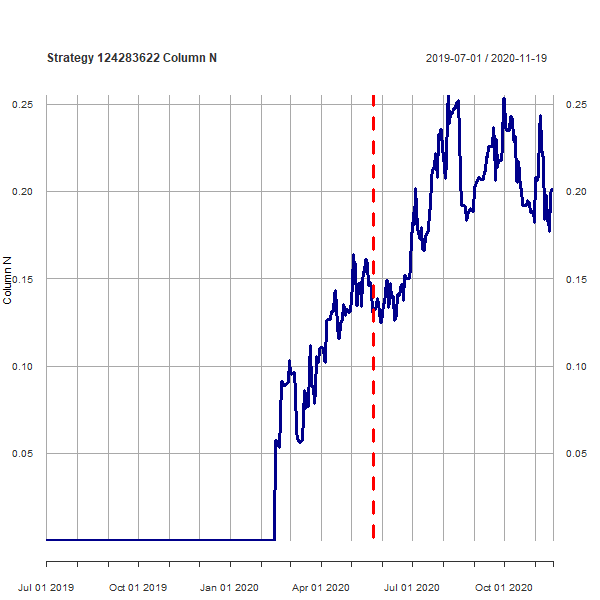 Strategy 124283622 Column N
2019-07-01 / 2020-11-19
0.25
0.25
0.20
0.20
0.15
0.15
0.10
0.10
0.05
0.05
Column N
Jul 01 2019
Oct 01 2019
Jan 01 2020
Apr 01 2020
Jul 01 2020
Oct 01 2020